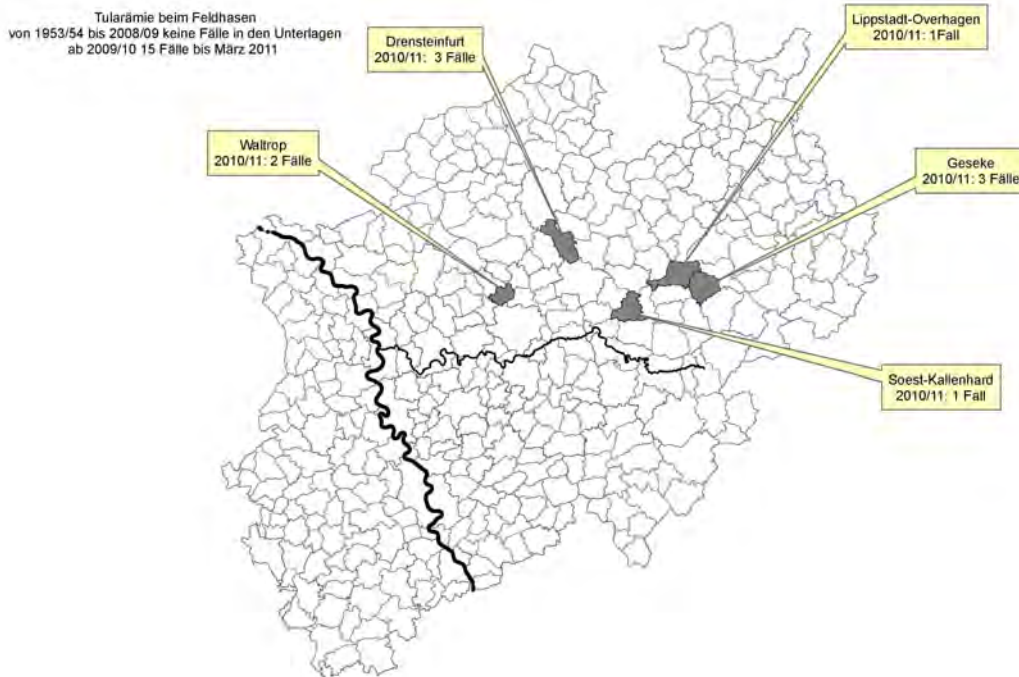 Tularämie beim Feldhasen
von 1953/54 bis 2008/09 keine Fälle in den Unterlagen
ab 2009/10 15 Fälle bis März 2011
Drensteinfurt
2010/11: 3 Fälle
Lippstadt-Overhagen
2010/11: 1Fall
Waltrop
2010/11: 2 Fälle
Geseke
2010/11: 3 Fälle
Soest-Kallenhard
2010/11: 1 Fall